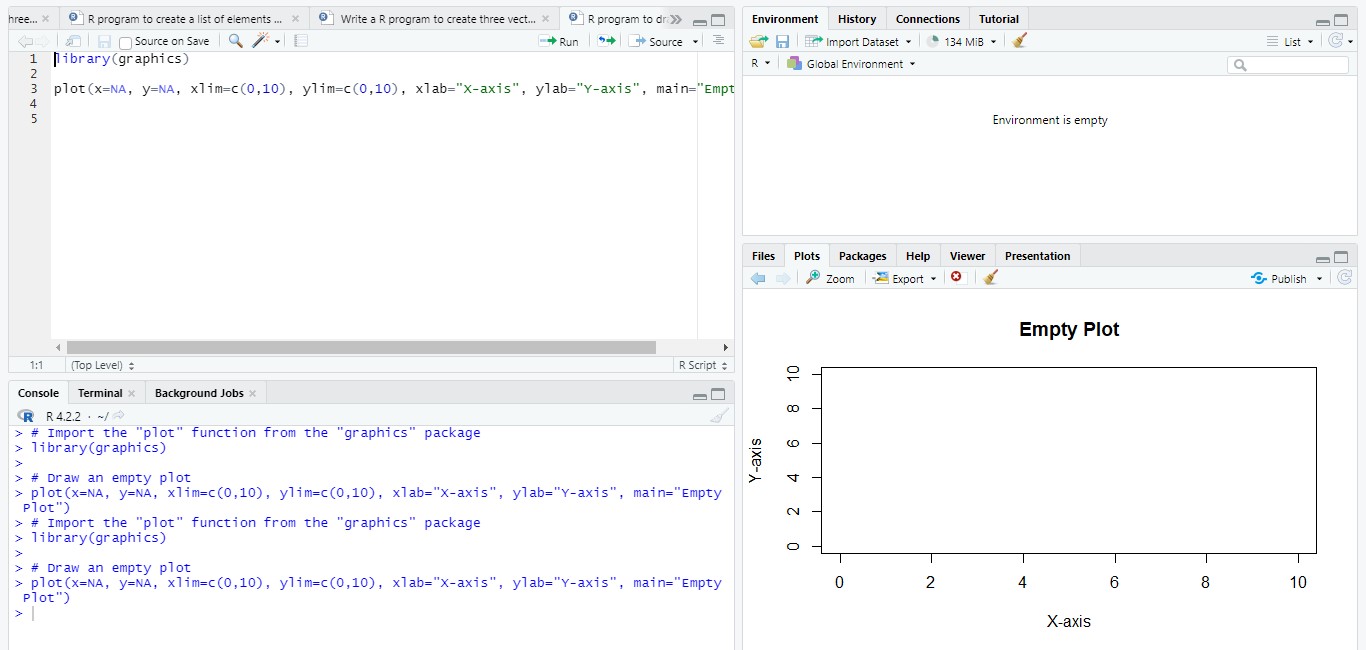 hree...
R program to create a list of elements ...
Write a R program to create three vect...
R program to dr
Source on Save
Run
Source
1 library(graphics)
2
3 plot(x=NA, y=NA, xlim=c(0,10), ylim=c(0,10), xlab="X-axis", ylab="Y-axis", main="Empt
4
5
1:1 (Top Level) R Script
Console Terminal Background Jobs
R 4.2.2 · ~/
> # Import the "plot" function from the "graphics" package
> library(graphics)
>
> # Draw an empty plot
> plot(x=NA, y=NA, xlim=c(0,10), ylim=c(0,10), xlab="X-axis", ylab="Y-axis", main="Empty
Plot")
> # Import the "plot" function from the "graphics" package
> library(graphics)
>
> # Draw an empty plot
> plot(x=NA, y=NA, xlim=c(0,10), ylim=c(0,10), xlab="X-axis", ylab="Y-axis", main="Empty
Plot")
>
Environment History Connections Tutorial
Import Dataset 134 MiB List
R Global Environment
Environment is empty
Files Plots Packages Help Viewer Presentation
Zoom Export Publish
Empty Plot
10
8
6
4
2
0
Y-axis
0 2 4 6 8 10
X-axis